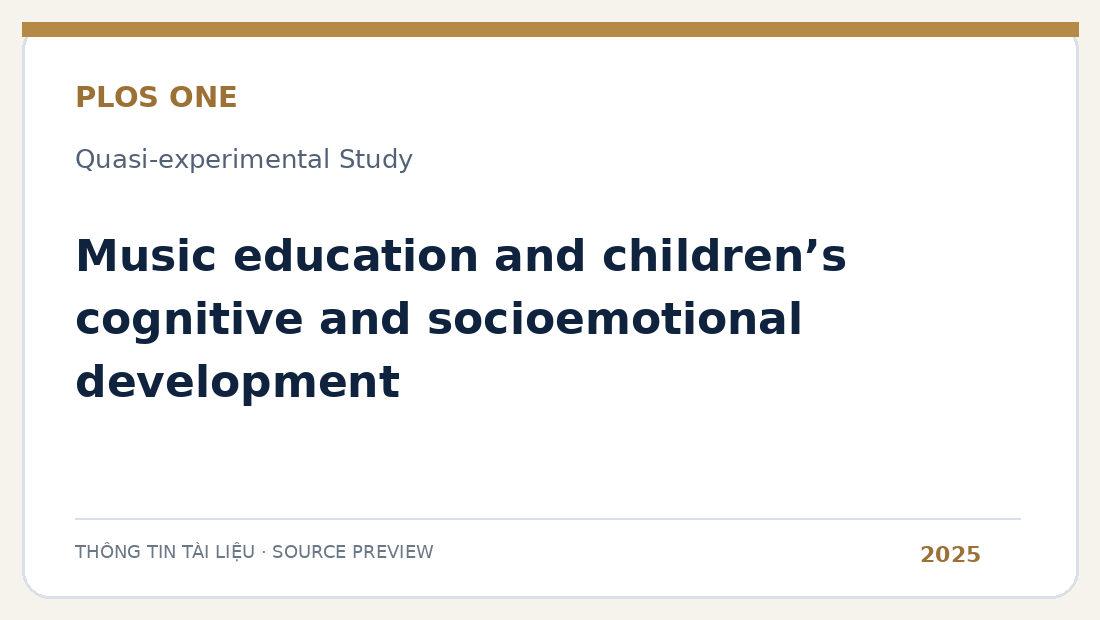 PLOS ONE
Quasi-experimental Study
Music education and children’s
cognitive and socioemotional
development
THÔNG TIN TÀI LIỆU · SOURCE PREVIEW
2025